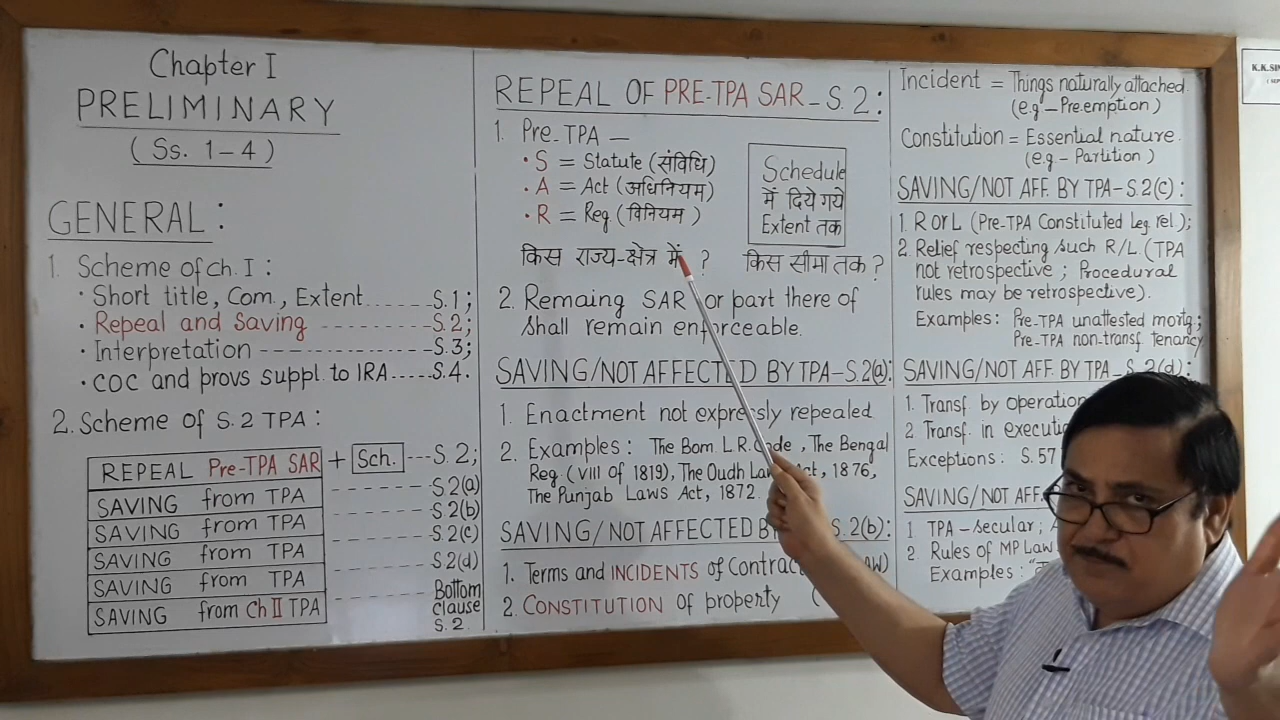 Chapter I
PRELIMINARY
(Ss. 1-4)
GENERAL:
1. Scheme of ch. I:
• Short title, Com., Extent......S.1;
• Repeal and Saving --------S.2;
• Interpretation ------------S.3;
• COC and provs suppl. to IRA.....S.4.
2. Scheme of S.2 TPA:
REPEAL Pre-TPA SAR + Sch. ---S.2;
SAVING from TPA ------S.2(a)
SAVING from TPA ------S.2(b)
SAVING from TPA ------S.2(c)
SAVING from TPA ------S.2(d)
SAVING from Ch II TPA ------ Bottom
clause
S.2.
REPEAL OF PRE-TPA SAR-S.2:
1. Pre-TPA —
• S = Statute (संविधि)
• A = Act (अधिनियम)
• R = Reg (विनियम)
Schedule
में दिये गये
Extent तक
किस राज्य-क्षेत्र में ? किस सीमा तक ?
2. Remaing SAR or part there of
shall remain enforceable.
SAVING/NOT AFFECTED BY TPA-S.2(a):
1. Enactment not expressly repealed
2. Examples: The Bom L.R. Code, The Bengal
Reg. (VIII of 1819), The Oudh Act, 1876,
The Punjab Laws Act, 1872.
SAVING/NOT AFFECTED S.2(b):
1. Terms and INCIDENTS of
2. CONSTITUTION of property (
Incident = Things naturally attached.
(e.g-Pre.emption)
Constitution = Essential nature.
(e.g.- Partition)
SAVING/NOT AFF. BY TPA-S.2(c):
1. R or L (Pre-TPA Constituted Leg. rel.);
2. Relief respecting such R/L. (TPA
not retrospective; Procedural
rules may be retrospective).
Examples: Pre-TPA unattested mortg.;
Pre-TPA non-transf. Tenancy
SAVING/NOT AFF. BY TPA-S.2(d):
1. Transf. by operation
2. Transf. in
Exceptions: S.57
SAVING/NOT AFF.
1. TPA-secular;
2. Rules of MP Law
Examples: